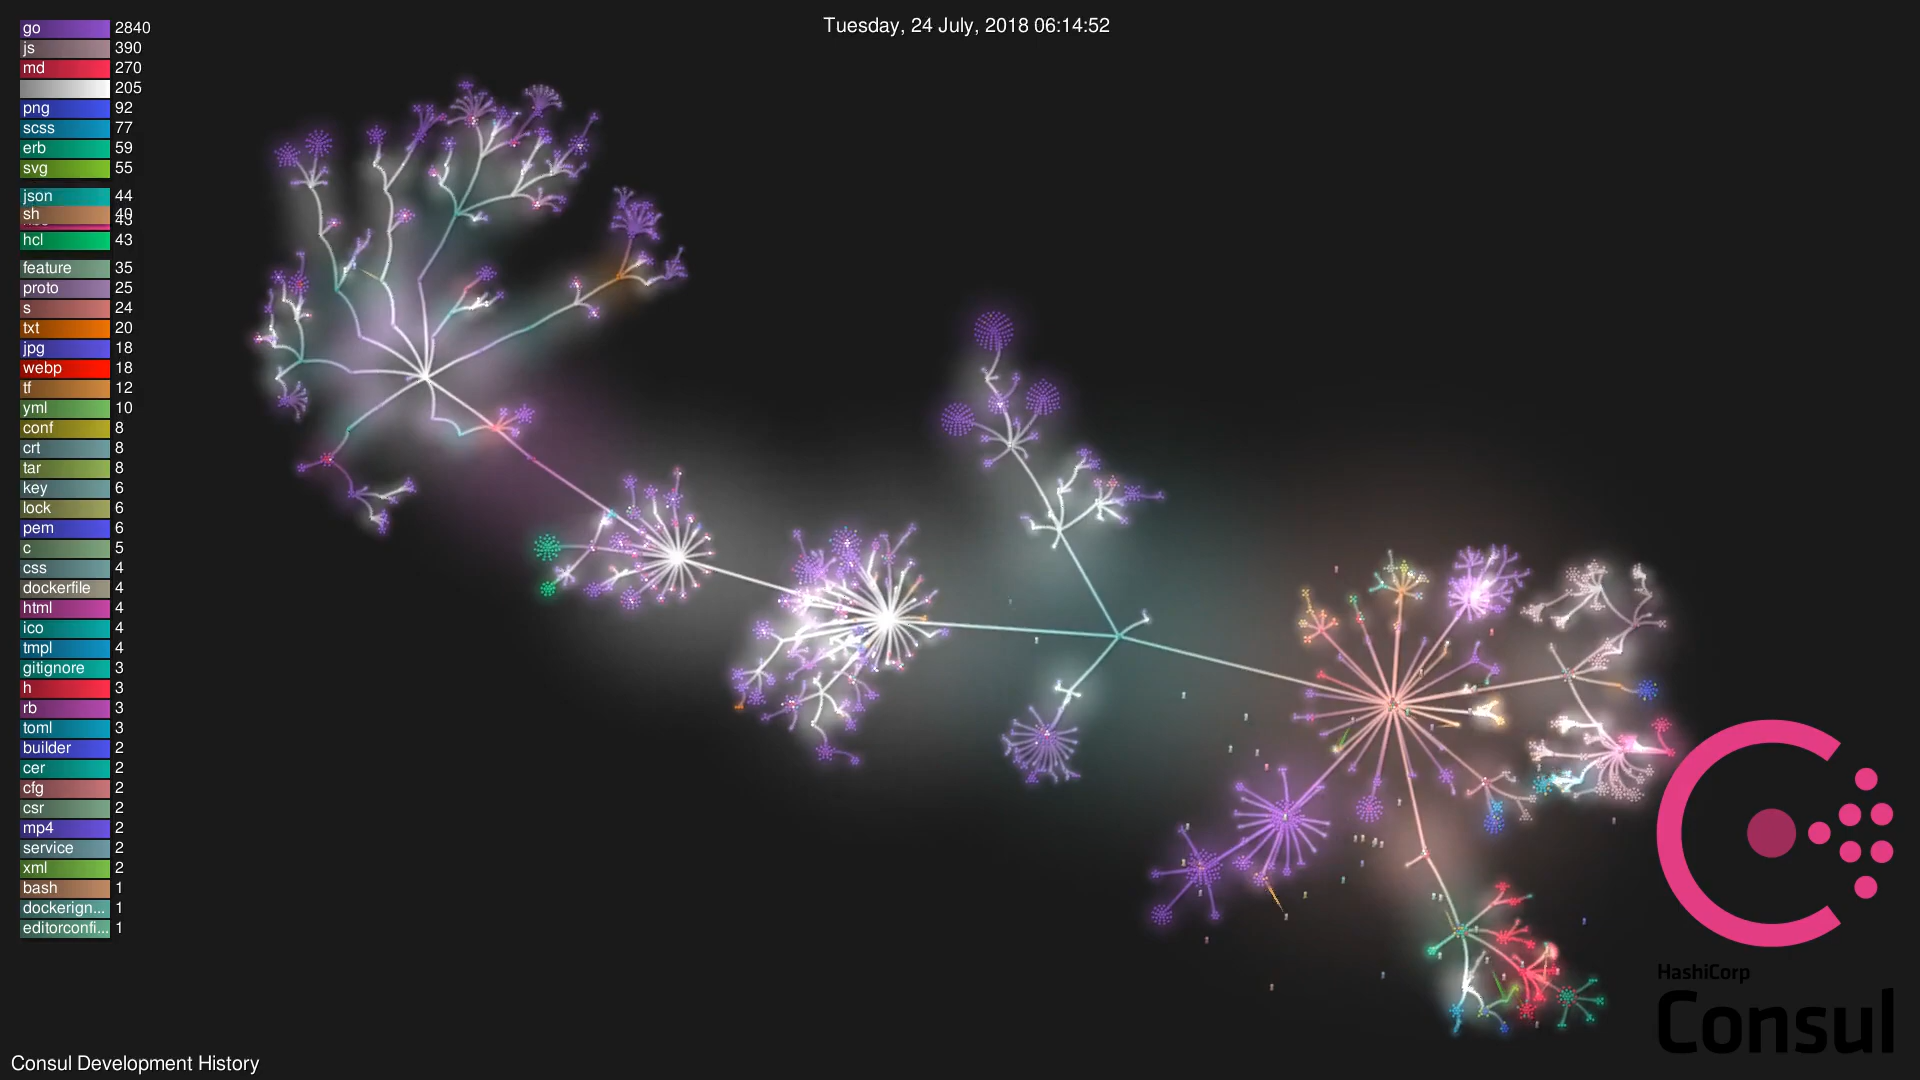 Tuesday, 24 July, 2018 06:14:52
go 2840
js 390
md 270
205
png 92
scss 77
erb 59
svg 55
json 44
sh 40
43
hcl 43
feature 35
proto 25
s 24
txt 20
jpg 18
webp 18
tf 12
yml 10
conf 8
crt 8
tar 8
key 6
lock 6
pem 6
c 5
css 4
dockerfile 4
html 4
ico 4
tmpl 4
gitignore 3
h 3
rb 3
toml 3
builder 2
cer 2
cfg 2
csr 2
mp4 2
service 2
xml 2
bash 1
dockerign... 1
editorconfi... 1
HashiCorp
Consul
Consul Development History